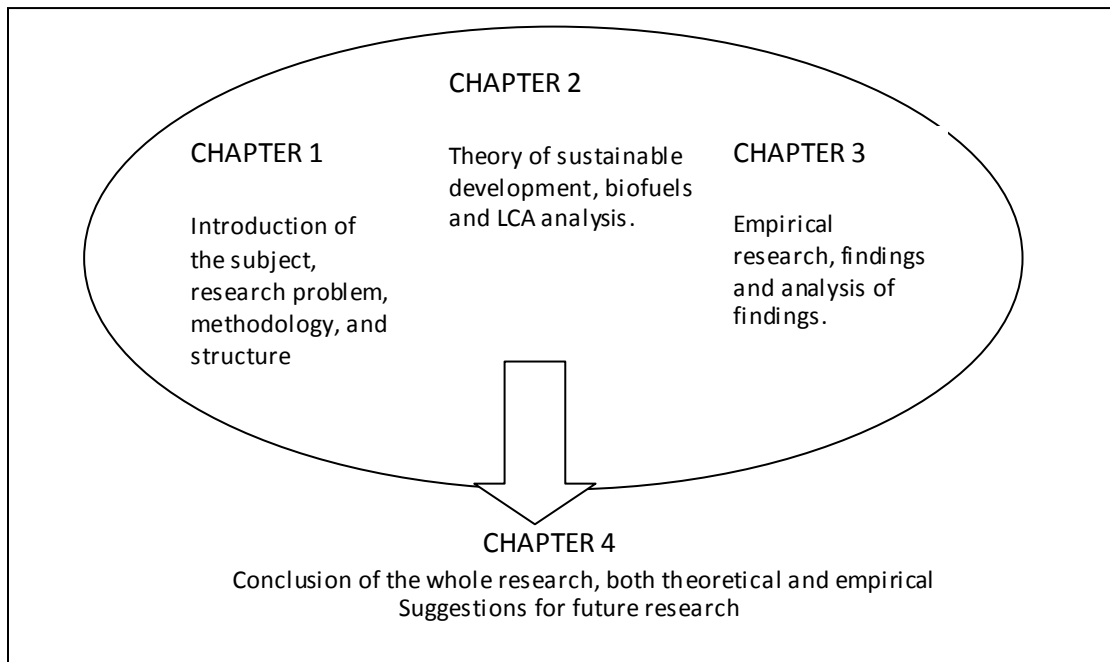 CHAPTER 1
Introduction of
the subject,
research problem,
methodology, and
structure
CHAPTER 2
Theory of sustainable
development, biofuels
and LCA analysis.
CHAPTER 3
Empirical
research, findings
and analysis of
findings.
CHAPTER 4
Conclusion of the whole research, both theoretical and empirical
Suggestions for future research